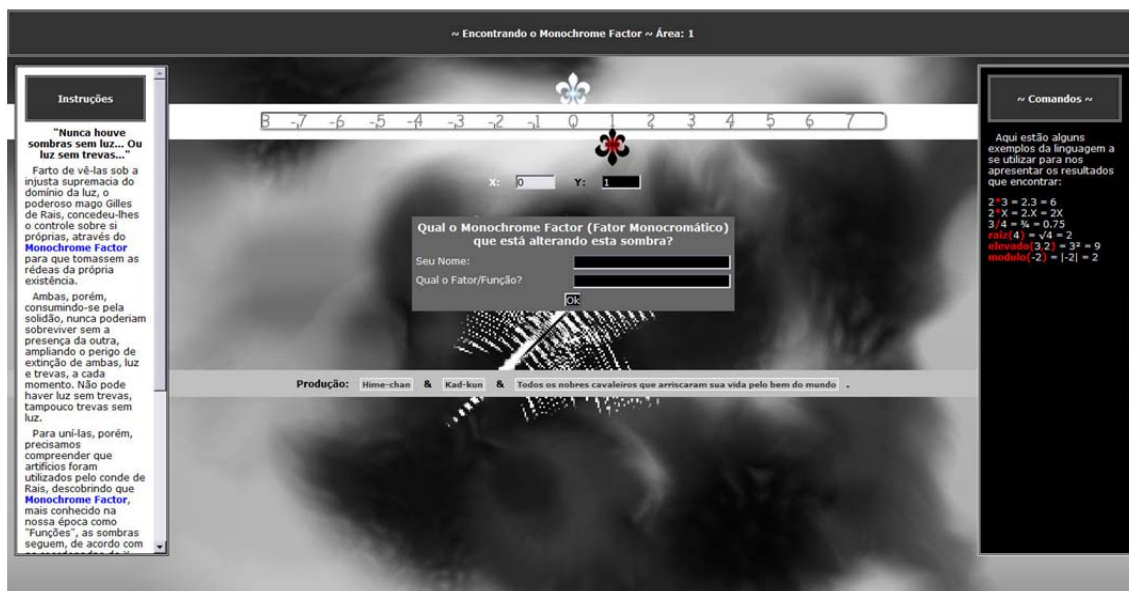 ~ Encontrando o Monochrome Factor ~ Área: 1
Instruções
"Nunca houve
sombras sem luz... Ou
luz sem trevas..."
Farto de vê-las sob a
injusta supremacia do
domínio da luz, o
poderoso mago Gilles
de Rais, concedeu-lhes
o controle sobre si
próprias, através do
Monochrome Factor
para que tomassem as
rédeas da própria
existência.
Ambas, porém,
consumindo-se pela
solidão, nunca poderiam
sobreviver sem a
presença da outra,
ampliando o perigo de
extinção de ambas, luz
e trevas, a cada
momento. Não pode
haver luz sem trevas,
tampouco trevas sem
luz.
Para uní-las, porém,
precisamos
compreender que
artifícios foram
utilizados pelo conde de
Rais, descobrindo que
Monochrome Factor,
mais conhecido na
nossa época como
"Funções", as sombras
seguem, de acordo com
8 -7 -6 -5 -4 -3 -2 -1 0 1 2 3 4 5 6 7
X: 0 Y: 1
Qual o Monochrome Factor (Fator Monocromático)
que está alterando esta sombra?
Seu Nome:
Qual o Fator/Função?
Ok
Produção: Hime-chan & Kad-kun & Todos os nobres cavaleiros que arriscaram sua vida pelo bem do mundo .
~ Comandos ~
Aqui estão alguns
exemplos da linguagem a
se utilizar para nos
apresentar os resultados
que encontrar:
2*3 = 2.3 = 6
2*X = 2.X = 2X
3/4 = ¾ = 0.75
raiz(4) = √4 = 2
elevado(3,2) = 3² = 9
modulo(-2) = |-2| = 2